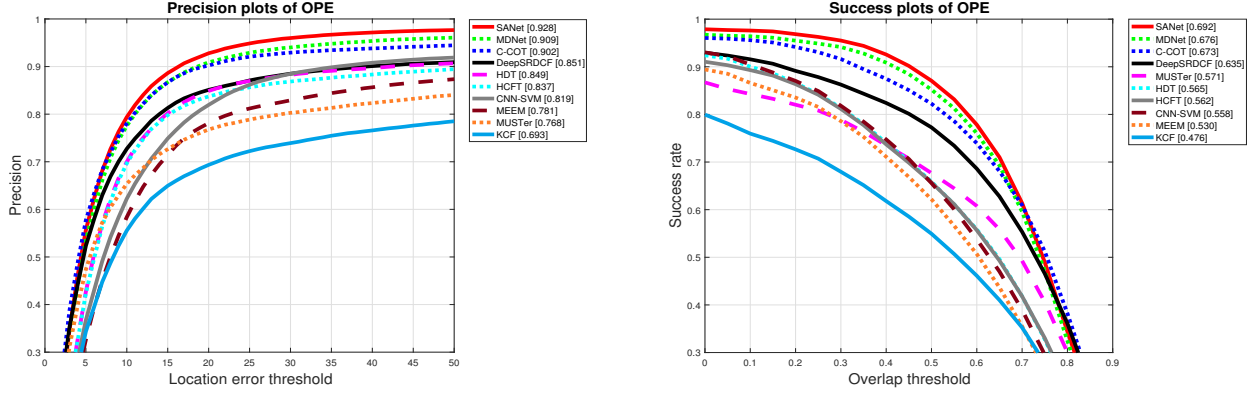 Precision plots of OPE
Precision
1
0.9
0.8
0.7
0.6
0.5
0.4
0.3
0 5 10 15 20 25 30 35 40 45 50
Location error threshold
SANet [0.928]
MDNet [0.909]
C-COT [0.902]
DeepSRDCF [0.851]
HDT [0.849]
HCFT [0.837]
CNN-SVM [0.819]
MEEM [0.781]
MUSTer [0.768]
KCF [0.693]
Success plots of OPE
Success rate
1
0.9
0.8
0.7
0.6
0.5
0.4
0.3
0 0.1 0.2 0.3 0.4 0.5 0.6 0.7 0.8 0.9
Overlap threshold
SANet [0.692]
MDNet [0.676]
C-COT [0.673]
DeepSRDCF [0.635]
MUSTer [0.571]
HDT [0.565]
HCFT [0.562]
CNN-SVM [0.558]
MEEM [0.530]
KCF [0.476]